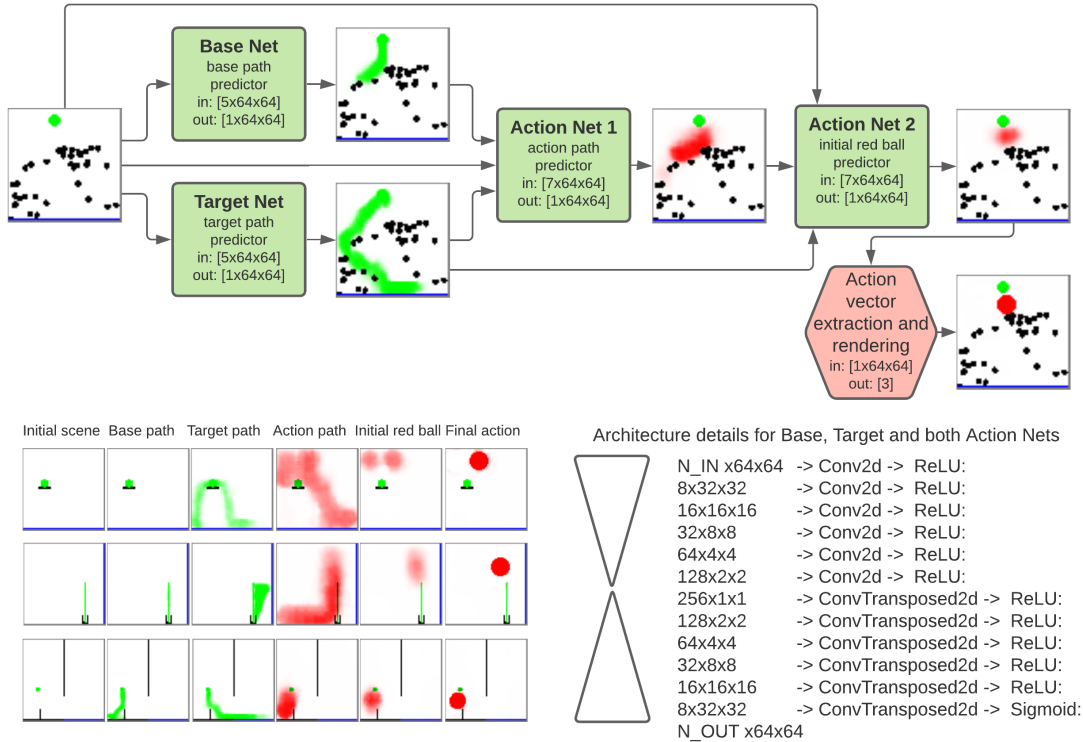 Base Net
base path
predictor
in: [5x64x64]
out: [1x64x64]
Target Net
target path
predictor
in: [5x64x64]
out: [1x64x64]
Action Net 1
action path
predictor
in: [7x64x64]
out: [1x64x64]
Action Net 2
initial red ball
predictor
in: [7x64x64]
out: [1x64x64]
Action
vector
extraction and
rendering
in: [1x64x64]
out: [3]
Initial scene Base path Target path Action path Initial red ball Final action
Architecture details for Base, Target and both Action Nets
N_IN x64x64 -> Conv2d -> ReLU:
8x32x32 -> Conv2d -> ReLU:
16x16x16 -> Conv2d -> ReLU:
32x8x8 -> Conv2d -> ReLU:
64x4x4 -> Conv2d -> ReLU:
128x2x2 -> Conv2d -> ReLU:
256x1x1 -> ConvTransposed2d -> ReLU:
128x2x2 -> ConvTransposed2d -> ReLU:
64x4x4 -> ConvTransposed2d -> ReLU:
32x8x8 -> ConvTransposed2d -> ReLU:
16x16x16 -> ConvTransposed2d -> ReLU:
8x32x32 -> ConvTransposed2d -> Sigmoid:
N_OUT x64x64